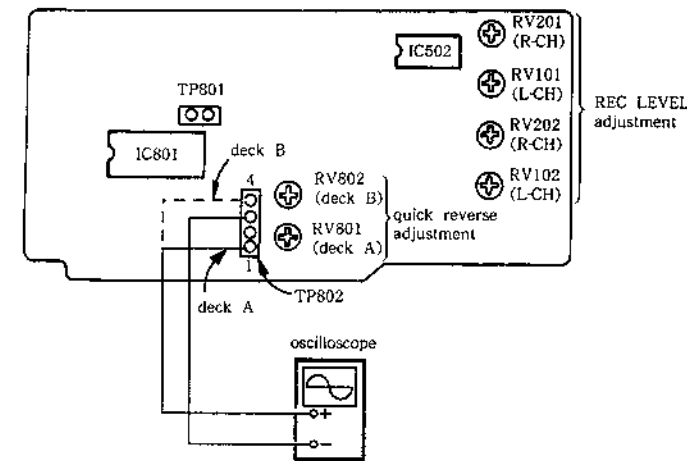 RV201
(R-CH)
IC502
RV101
(L-CH)
REC LEVEL
adjustment
TP801
RV202
(R-CH)
IC801
deck B
RV102
(L-CH)
4
RV802
(deck B)
quick reverse
adjustment
RV801
(deck A)
1
deck A
TP802
oscilloscope
+
−